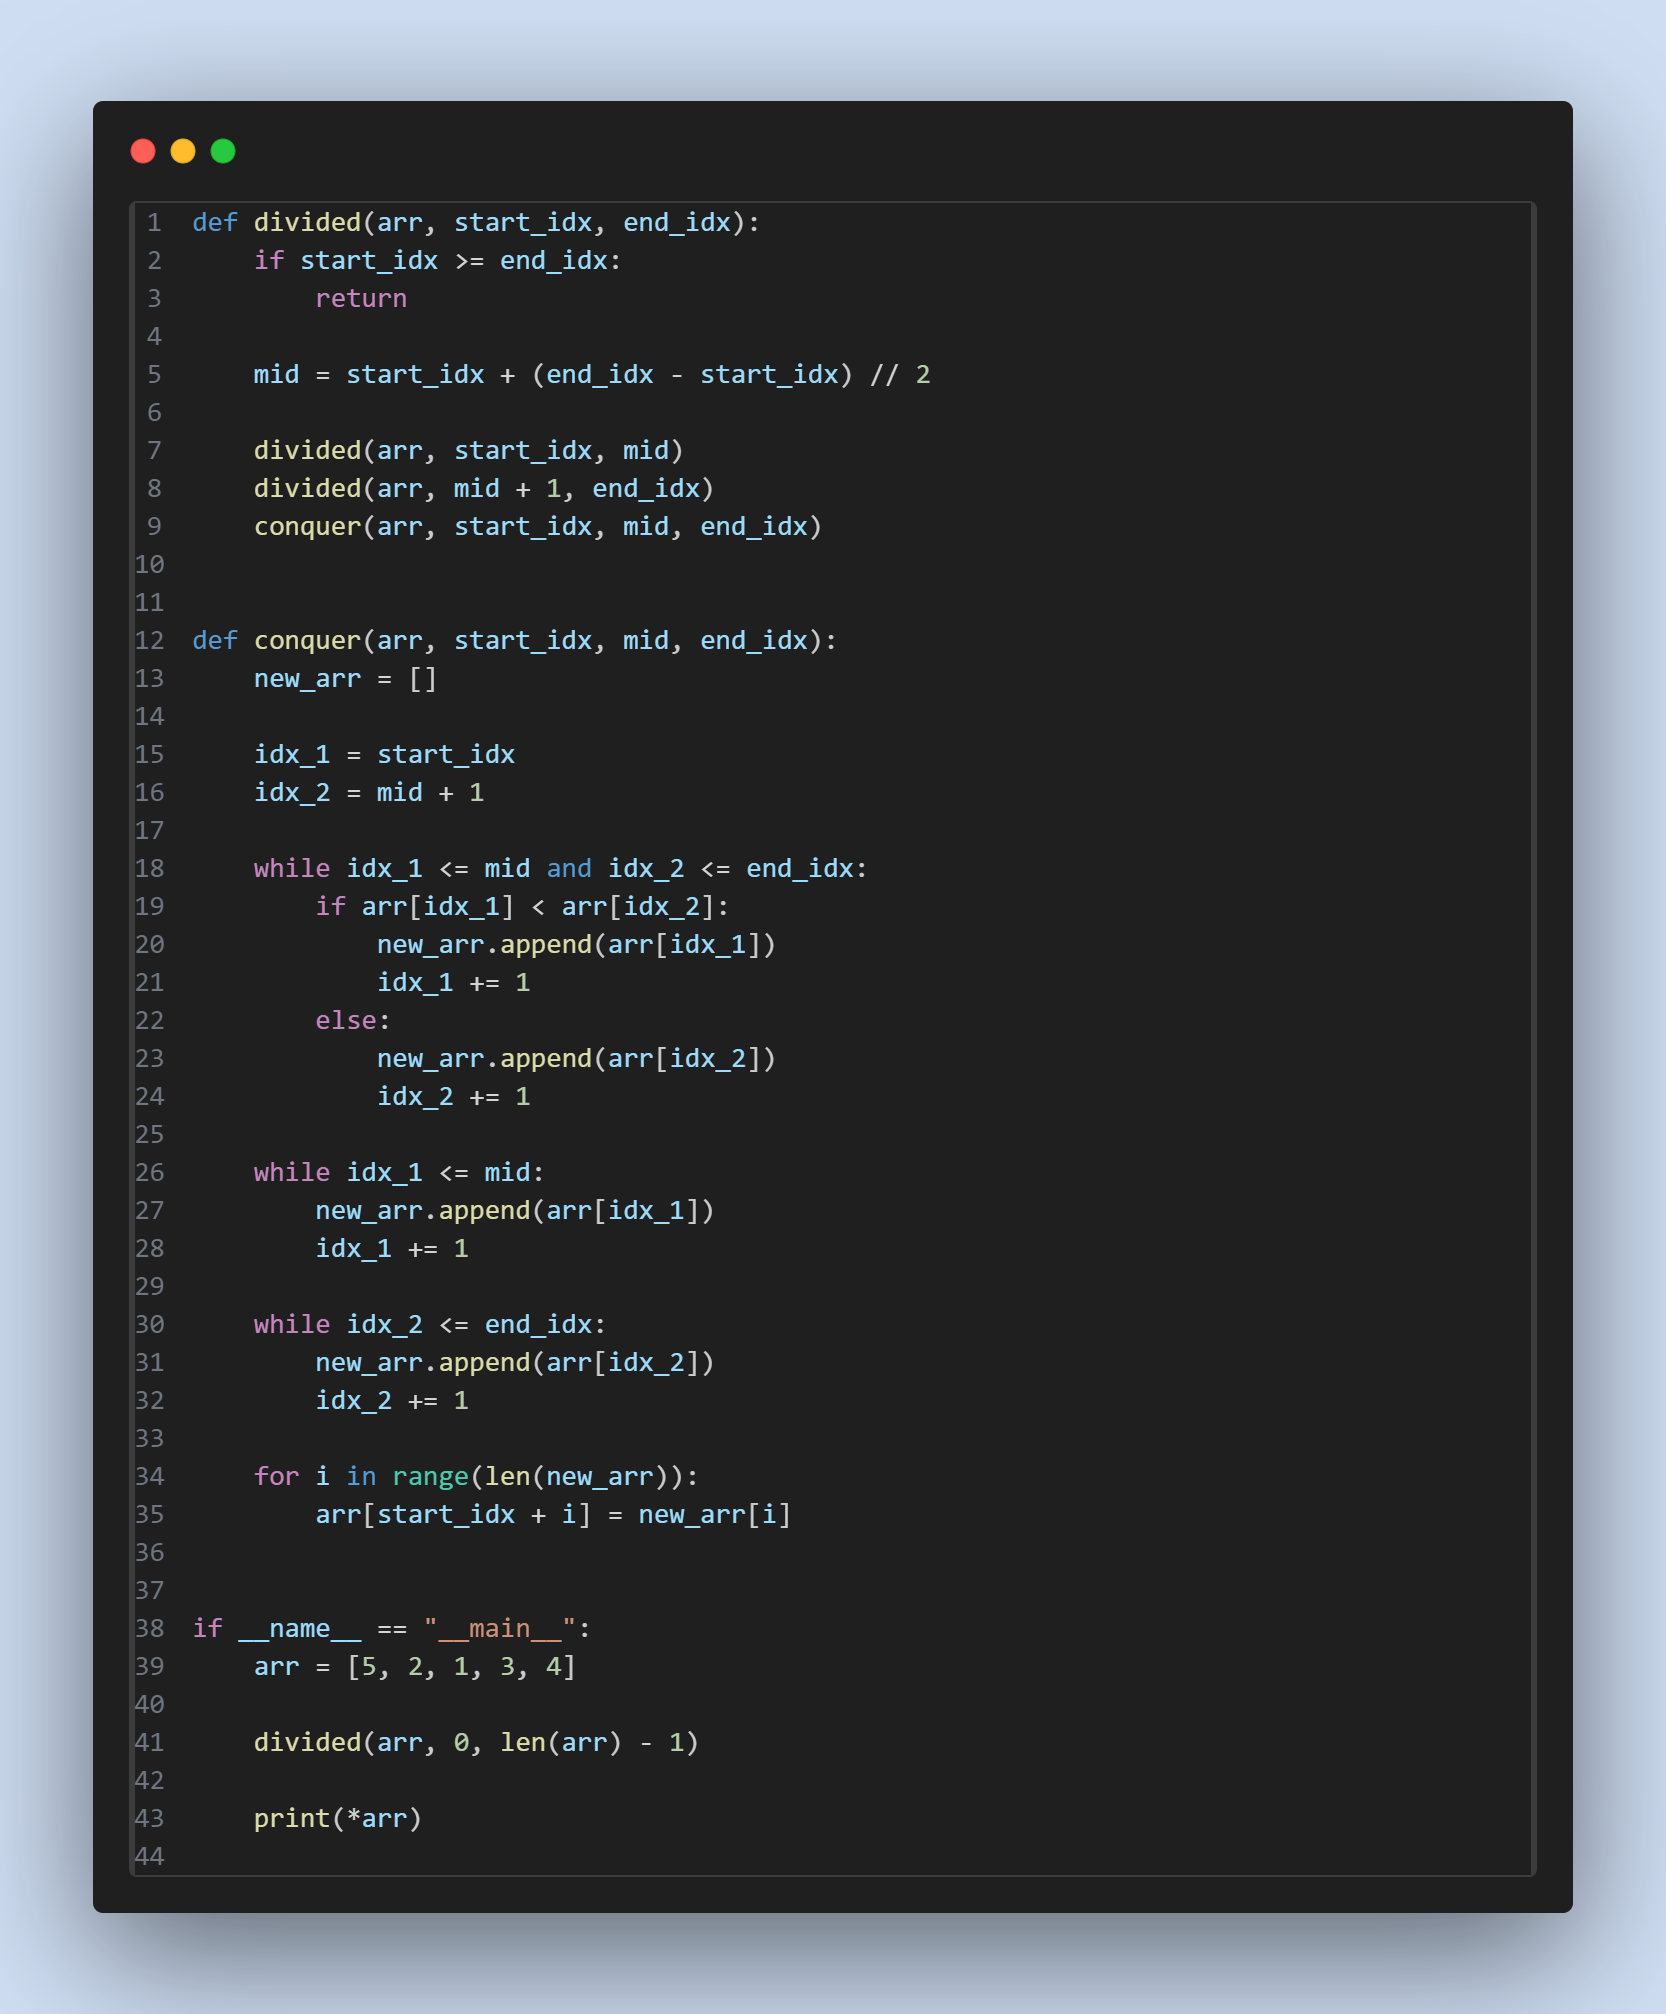 1 def divided(arr, start_idx, end_idx):
2     if start_idx >= end_idx:
3         return
4
5     mid = start_idx + (end_idx - start_idx) // 2
6
7     divided(arr, start_idx, mid)
8     divided(arr, mid + 1, end_idx)
9     conquer(arr, start_idx, mid, end_idx)
10
11
12 def conquer(arr, start_idx, mid, end_idx):
13     new_arr = []
14
15     idx_1 = start_idx
16     idx_2 = mid + 1
17
18     while idx_1 <= mid and idx_2 <= end_idx:
19         if arr[idx_1] < arr[idx_2]:
20             new_arr.append(arr[idx_1])
21             idx_1 += 1
22         else:
23             new_arr.append(arr[idx_2])
24             idx_2 += 1
25
26     while idx_1 <= mid:
27         new_arr.append(arr[idx_1])
28         idx_1 += 1
29
30     while idx_2 <= end_idx:
31         new_arr.append(arr[idx_2])
32         idx_2 += 1
33
34     for i in range(len(new_arr)):
35         arr[start_idx + i] = new_arr[i]
36
37
38 if __name__ == "__main__":
39     arr = [5, 2, 1, 3, 4]
40
41     divided(arr, 0, len(arr) - 1)
42
43     print(*arr)
44